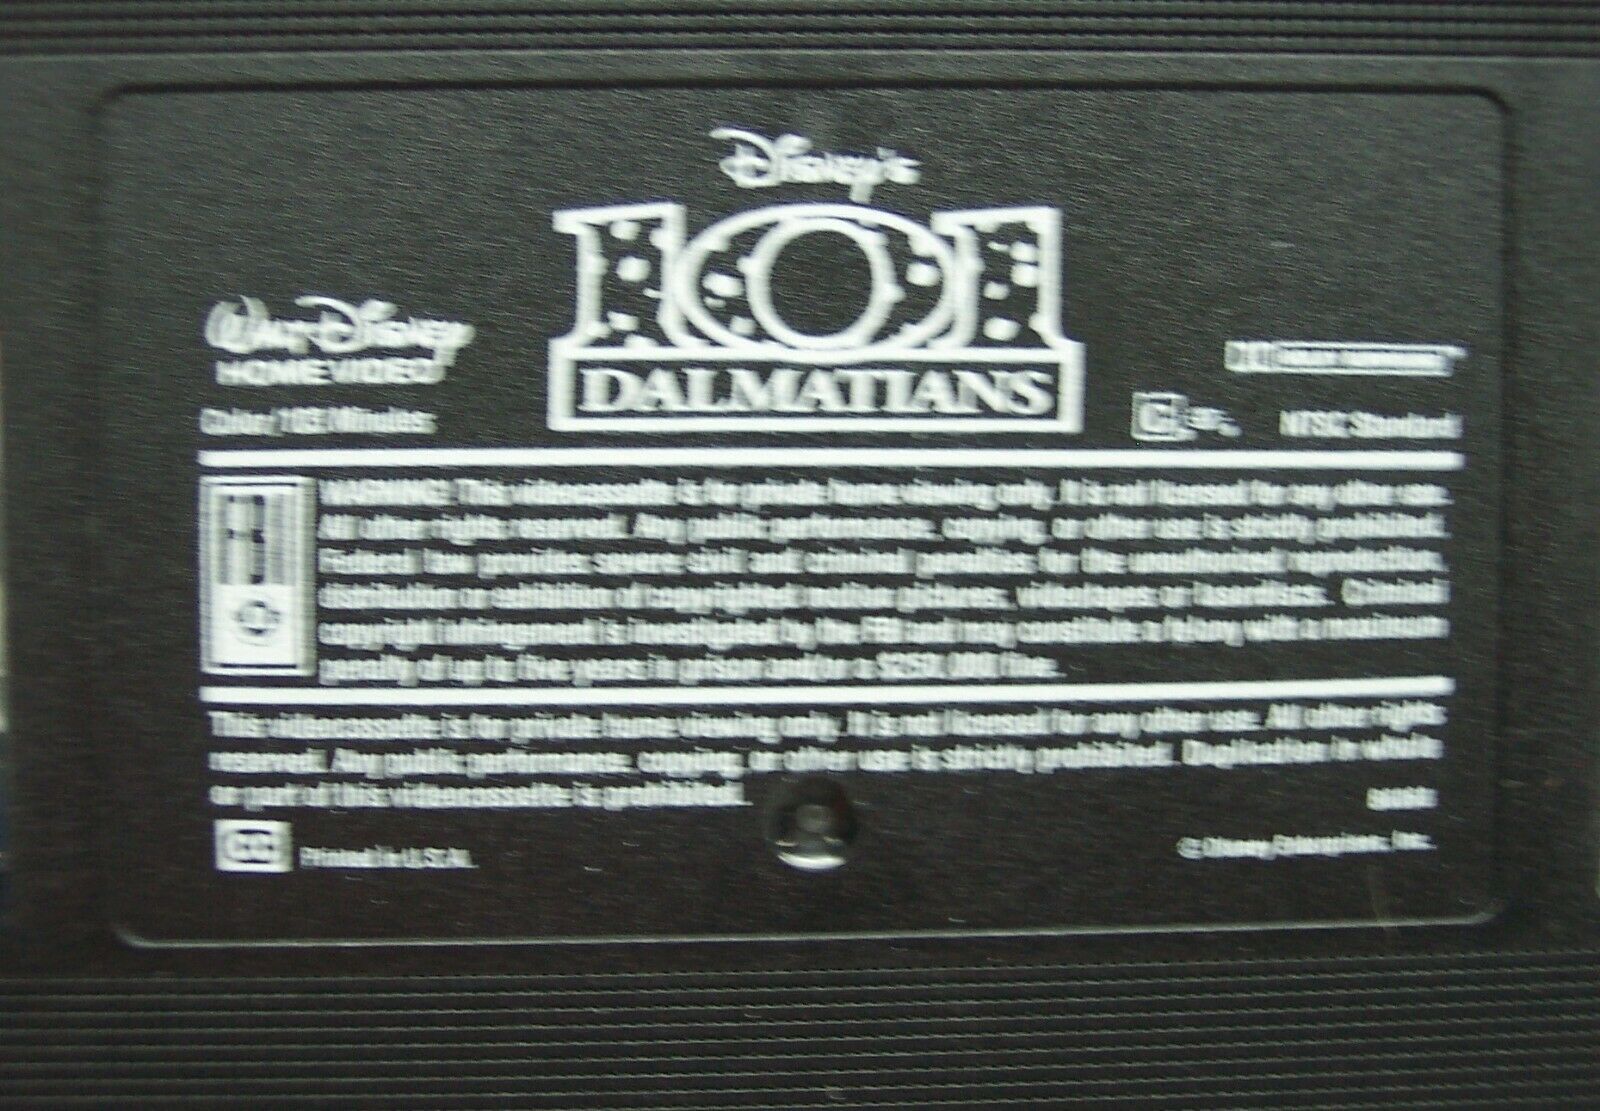 Disney's
101
DALMATIANS
WALT DISNEY
HOME VIDEO
Color/103 Minutes
NTSC Standard
WARNING: This videocassette is for private home viewing only. It is not licensed for any other use.
All other rights reserved. Any public performance, copying, or other use is strictly prohibited.
Federal law provides severe civil and criminal penalties for the unauthorized reproduction,
distribution or exhibition of copyrighted motion pictures, videotapes or laserdiscs. Criminal
copyright infringement is investigated by the FBI and may constitute a felony with a maximum
penalty of up to five years in prison and/or a $250,000 fine.
This videocassette is for private home viewing only. It is not licensed for any other use. All other rights
reserved. Any public performance, copying, or other use is strictly prohibited. Duplication in whole
or part of this videocassette is prohibited.
CC Printed in U.S.A.
© Disney Enterprises, Inc.